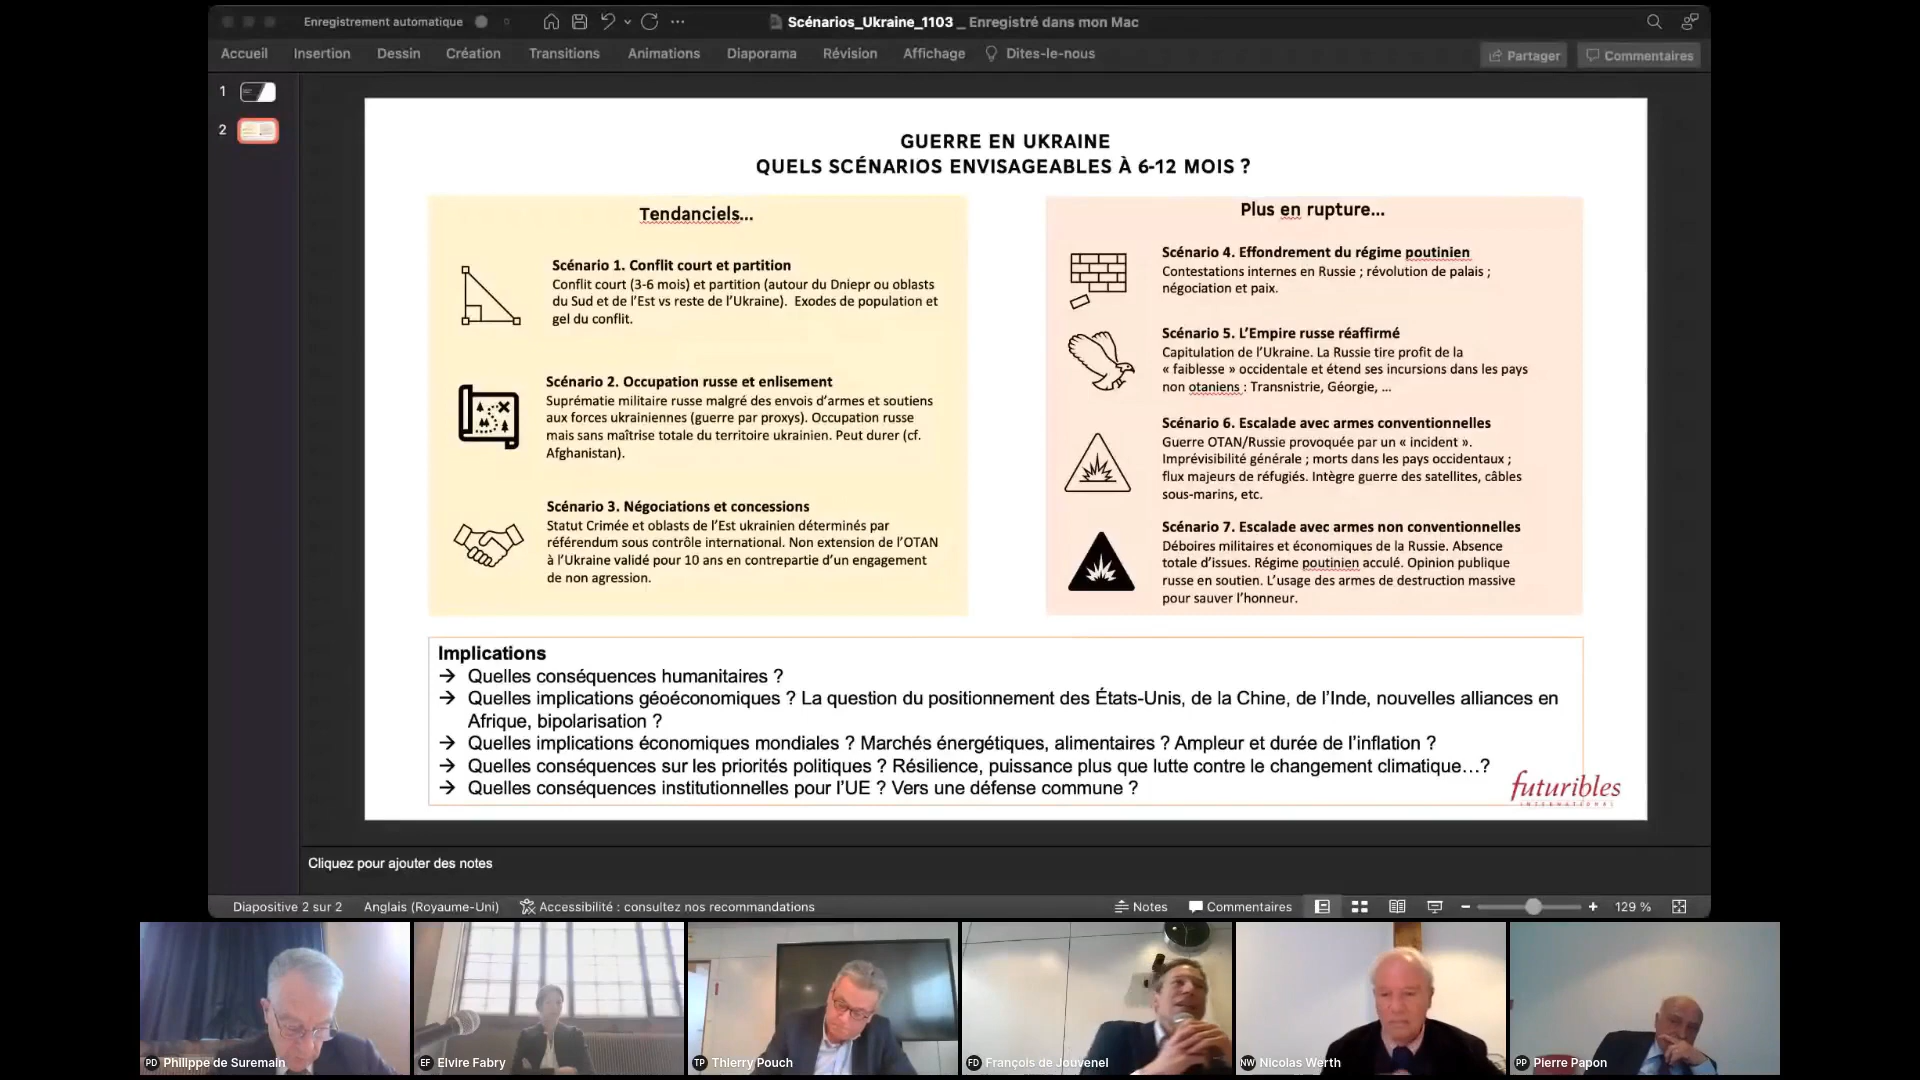 Enregistrement automatique
Scénarios_Ukraine_1103 _ Enregistré dans mon Mac
Accueil Insertion Dessin Création Transitions Animations Diaporama Révision Affichage Dites-le-nous
Partager Commentaires
1
2
GUERRE EN UKRAINE
QUELS SCÉNARIOS ENVISAGEABLES À 6-12 MOIS ?
Tendanciels...
Scénario 1. Conflit court et partition
Conflit court (3-6 mois) et partition (autour du Dniepr ou oblasts
du Sud et de l'Est vs reste de l'Ukraine). Exodes de population et
gel du conflit.
Scénario 2. Occupation russe et enlisement
Suprématie militaire russe malgré des envois d'armes et soutiens
aux forces ukrainiennes (guerre par proxys). Occupation russe
mais sans maîtrise totale du territoire ukrainien. Peut durer (cf.
Afghanistan).
Scénario 3. Négociations et concessions
Statut Crimée et oblasts de l'Est ukrainien déterminés par
référendum sous contrôle international. Non extension de l'OTAN
à l'Ukraine validé pour 10 ans en contrepartie d'un engagement
de non agression.
Plus en rupture...
Scénario 4. Effondrement du régime poutinien
Contestations internes en Russie ; révolution de palais ;
négociation et paix.
Scénario 5. L'Empire russe réaffirmé
Capitulation de l'Ukraine. La Russie tire profit de la
« faiblesse » occidentale et étend ses incursions dans les pays
non otaniens : Transnistrie, Géorgie, ...
Scénario 6. Escalade avec armes conventionnelles
Guerre OTAN/Russie provoquée par un « incident ».
Imprévisibilité générale ; morts dans les pays occidentaux ;
flux majeurs de réfugiés. Intègre guerre des satellites, câbles
sous-marins, etc.
Scénario 7. Escalade avec armes non conventionnelles
Déboires militaires et économiques de la Russie. Absence
totale d'issues. Régime poutinien acculé. Opinion publique
russe en soutien. L'usage des armes de destruction massive
pour sauver l'honneur.
Implications
→ Quelles conséquences humanitaires ?
→ Quelles implications géoéconomiques ? La question du positionnement des États-Unis, de la Chine, de l'Inde, nouvelles alliances en
Afrique, bipolarisation ?
→ Quelles implications économiques mondiales ? Marchés énergétiques, alimentaires ? Ampleur et durée de l'inflation ?
→ Quelles conséquences sur les priorités politiques ? Résilience, puissance plus que lutte contre le changement climatique...?
→ Quelles conséquences institutionnelles pour l'UE ? Vers une défense commune ?
futuribles
INTERNATIONAL
Cliquez pour ajouter des notes
Diapositive 2 sur 2 Anglais (Royaume-Uni) Accessibilité : consultez nos recommandations
Notes Commentaires 129 %
PD Philippe de Suremain
EF Elvire Fabry
TP Thierry Pouch
FD François de Jouvenel
NW Nicolas Werth
PP Pierre Papon